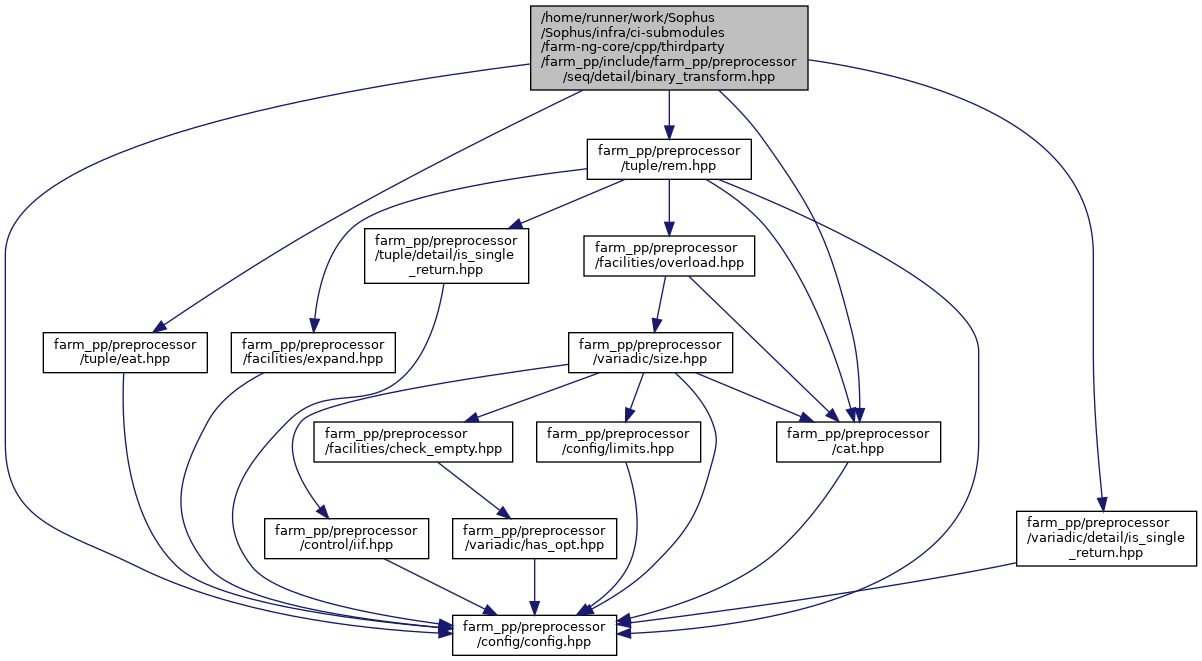 /home/runner/work/Sophus
/Sophus/infra/ci-submodules
/farm-ng-core/cpp/thirdparty
/farm_pp/include/farm_pp/preprocessor
/seq/detail/binary_transform.hpp
farm_pp/preprocessor
/tuple/rem.hpp
farm_pp/preprocessor
/tuple/detail/is_single
_return.hpp
farm_pp/preprocessor
/facilities/overload.hpp
farm_pp/preprocessor
/tuple/eat.hpp
farm_pp/preprocessor
/facilities/expand.hpp
farm_pp/preprocessor
/variadic/size.hpp
farm_pp/preprocessor
/facilities/check_empty.hpp
farm_pp/preprocessor
/config/limits.hpp
farm_pp/preprocessor
/cat.hpp
farm_pp/preprocessor
/control/iif.hpp
farm_pp/preprocessor
/variadic/has_opt.hpp
farm_pp/preprocessor
/variadic/detail/is_single
_return.hpp
farm_pp/preprocessor
/config/config.hpp